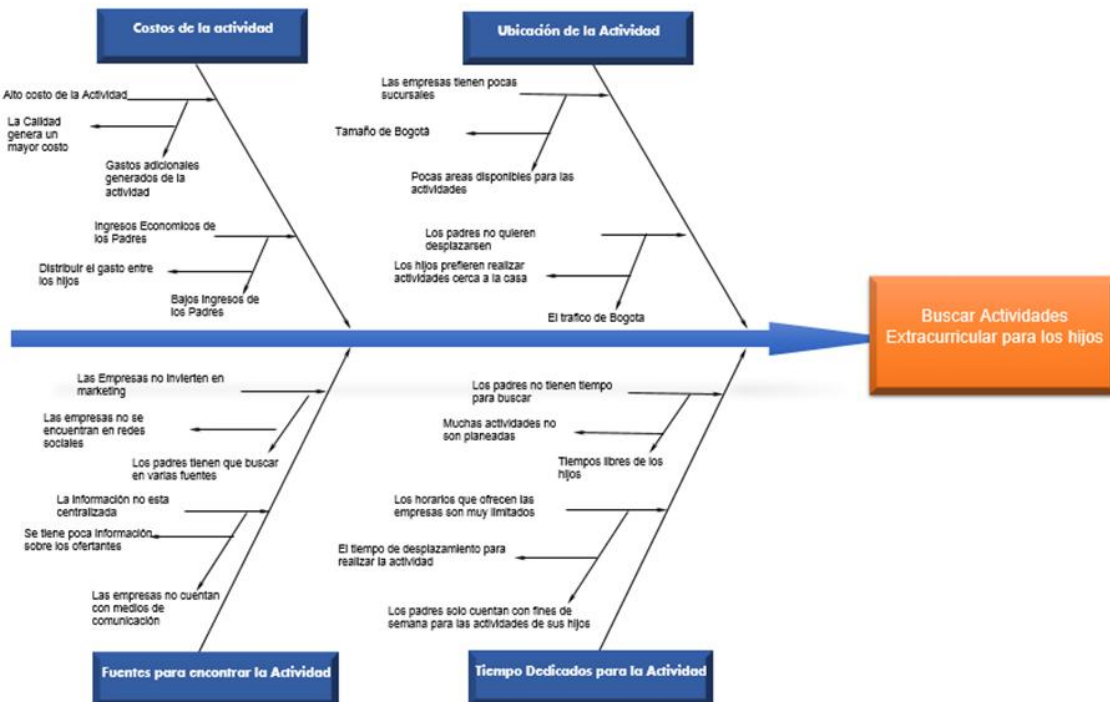 Costos de la actividad
Alto costo de la Actividad
La Calidad
genera un
mayor costo
Gastos adicionales
generados de la
actividad
Ingresos Economicos de
los Padres
Distribuir el gasto entre
los hijos
Bajos Ingresos de
los Padres
Ubicación de la Actividad
Las empresas tienen pocas
sucursales
Tamaño de Bogotá
Pocas areas disponibles para las
actividades
Los padres no quieren
desplazarsen
Los hijos prefieren realizar
actividades cerca a la casa
El trafico de Bogota
Buscar Actividades
Extracurricular para los hijos
Las Empresas no invierten en
marketing
Las empresas no se
encuentran en redes
sociales
Los padres tienen que buscar
en varias fuentes
La información no esta
centralizada
Se tiene poca información
sobre los ofertantes
Las empresas no cuentan
con medios de
comunicación
Fuentes para encontrar la Actividad
Los padres no tienen tiempo
para buscar
Muchas actividades no
son planeadas
Tiempos libres de los
hijos
Los horarios que ofrecen las
empresas son muy limitados
El tiempo de desplazamiento para
realizar la actividad
Los padres solo cuentan con fines de
semana para las actividades de sus hijos
Tiempo Dedicados para la Actividad